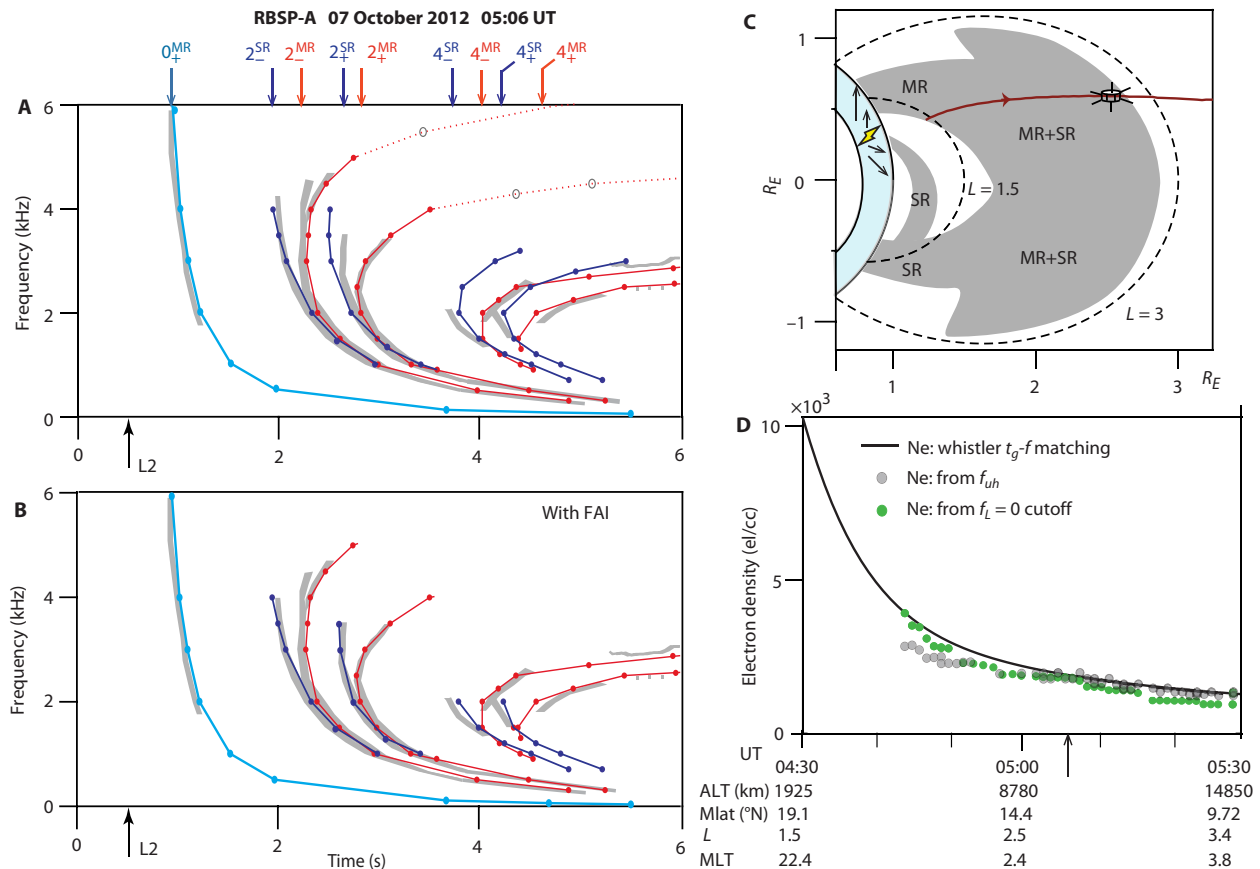 RBSP-A 07 October 2012 05:06 UT
0₊ᴹᴿ 2₋ˢᴿ 2₋ᴹᴿ 2₊ˢᴿ 2₊ᴹᴿ 4₋ˢᴿ 4₋ᴹᴿ 4₊ˢᴿ 4₊ᴹᴿ
A
6
4
2
0
Frequency (kHz)
0 2 4 6
L2
B
With FAI
6
4
2
0
Frequency (kHz)
0 2 4 6
L2
Time (s)
C
1
0
−1
R_E
MR
MR+SR
SR
L = 1.5
SR
MR+SR
L = 3
1 2 3
R_E
×10³
D
10
5
0
Electron density (el/cc)
Ne: whistler t_g-f matching
Ne: from f_uh
Ne: from f_L = 0 cutoff
UT 04:30 05:00 05:30
ALT (km) 1925 8780 14850
Mlat (°N) 19.1 14.4 9.72
L 1.5 2.5 3.4
MLT 22.4 2.4 3.8